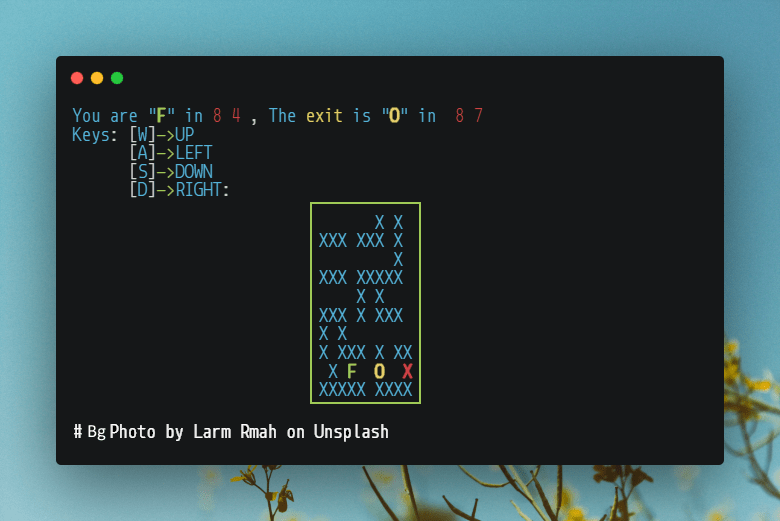 You are "F" in 8 4 , The exit is "O" in  8 7
Keys: [W]->UP
      [A]->LEFT
      [S]->DOWN
      [D]->RIGHT:
      X X
XXX XXX X
        X
XXX XXXXX
    X X
XXX X XXX
X X
X XXX X XX
 X F  O  X
XXXXX XXXX
# Bg Photo by Larm Rmah on Unsplash